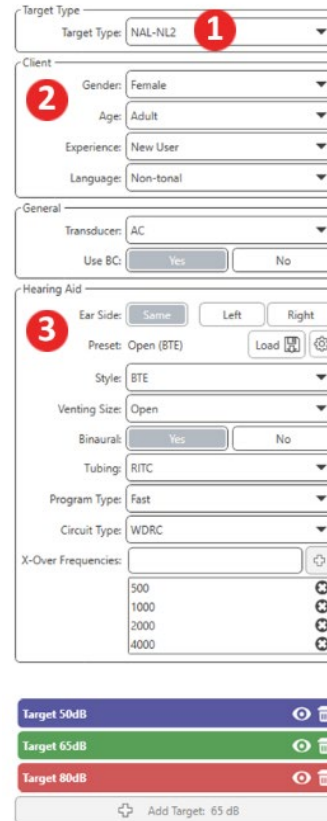 Target Type
Target Type: NAL-NL2 1
Client
2
Gender: Female
Age: Adult
Experience: New User
Language: Non-tonal
General
Transducer: AC
Use BC: Yes No
Hearing Aid
3
Ear Side: Same Left Right
Preset: Open (BTE) Load
Style: BTE
Venting Size: Open
Binaural: Yes No
Tubing: RITC
Program Type: Fast
Circuit Type: WDRC
X-Over Frequencies:
500
1000
2000
4000
Target 50dB
Target 65dB
Target 80dB
Add Target: 65 dB